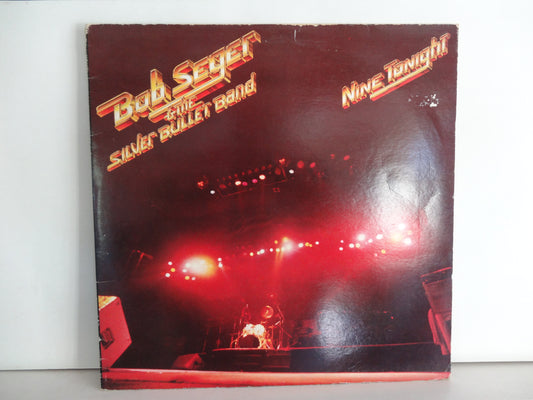 Bob Seger
& THE
SILVER BULLET BAND
NINE TONIGHT